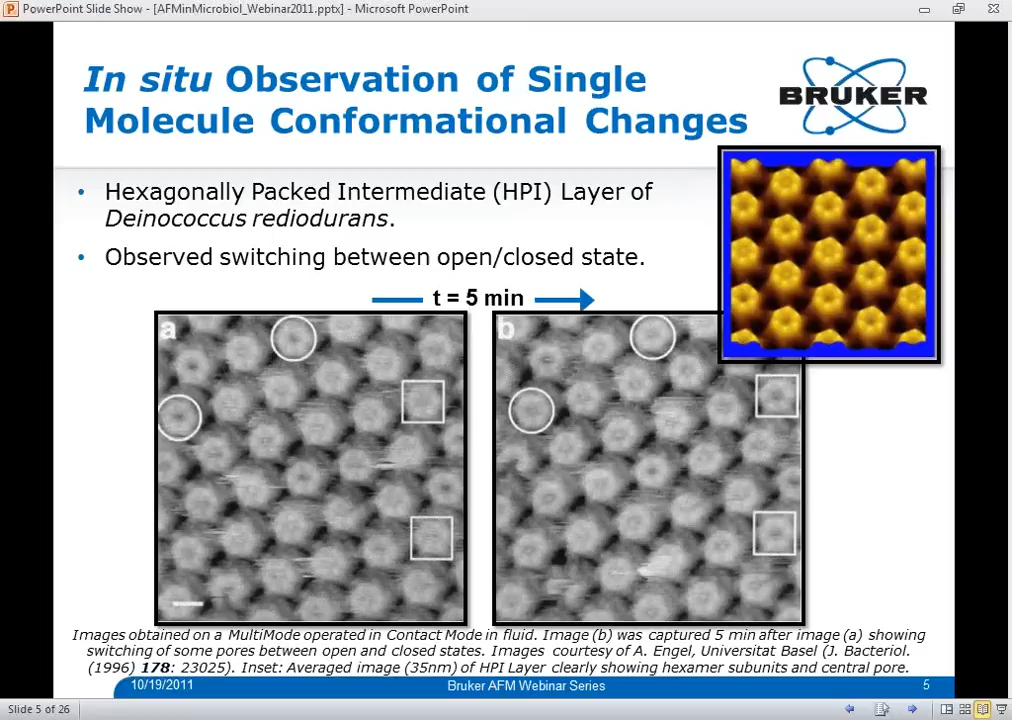 PowerPoint Slide Show - [AFMinMicrobiol_Webinar2011.pptx] - Microsoft PowerPoint
In situ Observation of Single
Molecule Conformational Changes
BRUKER
• Hexagonally Packed Intermediate (HPI) Layer of
Deinococcus rediodurans.
• Observed switching between open/closed state.
t = 5 min
a
b
Images obtained on a MultiMode operated in Contact Mode in fluid. Image (b) was captured 5 min after image (a) showing
switching of some pores between open and closed states. Images courtesy of A. Engel, Universitat Basel (J. Bacteriol.
(1996) 178: 23025). Inset: Averaged image (35nm) of HPI Layer clearly showing hexamer subunits and central pore.
10/19/2011
Bruker AFM Webinar Series
5
Slide 5 of 26